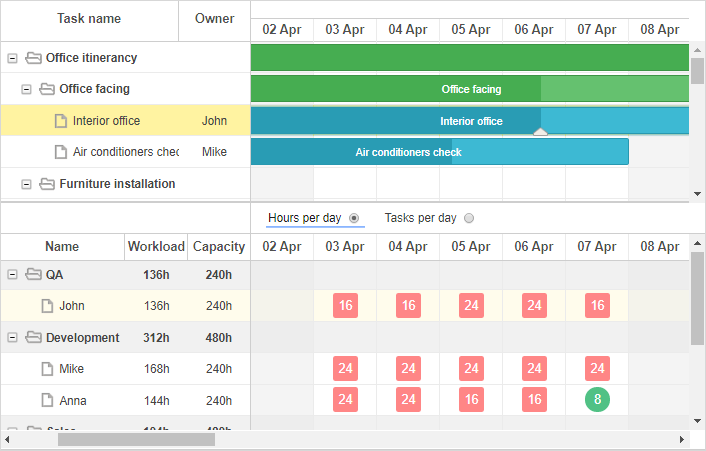 Task name Owner 02 Apr 03 Apr 04 Apr 05 Apr 06 Apr 07 Apr 08 Apr
Office itinerancy
Office facing Office facing
Interior office John Interior office
Air conditioners chec Mike Air conditioners check
Furniture installation
Hours per day Tasks per day
Name Workload Capacity 02 Apr 03 Apr 04 Apr 05 Apr 06 Apr 07 Apr 08 Apr
QA 136h 240h
John 136h 240h 16 16 24 24 16
Development 312h 480h
Mike 168h 240h 24 24 24 24 24
Anna 144h 240h 24 24 16 16 8